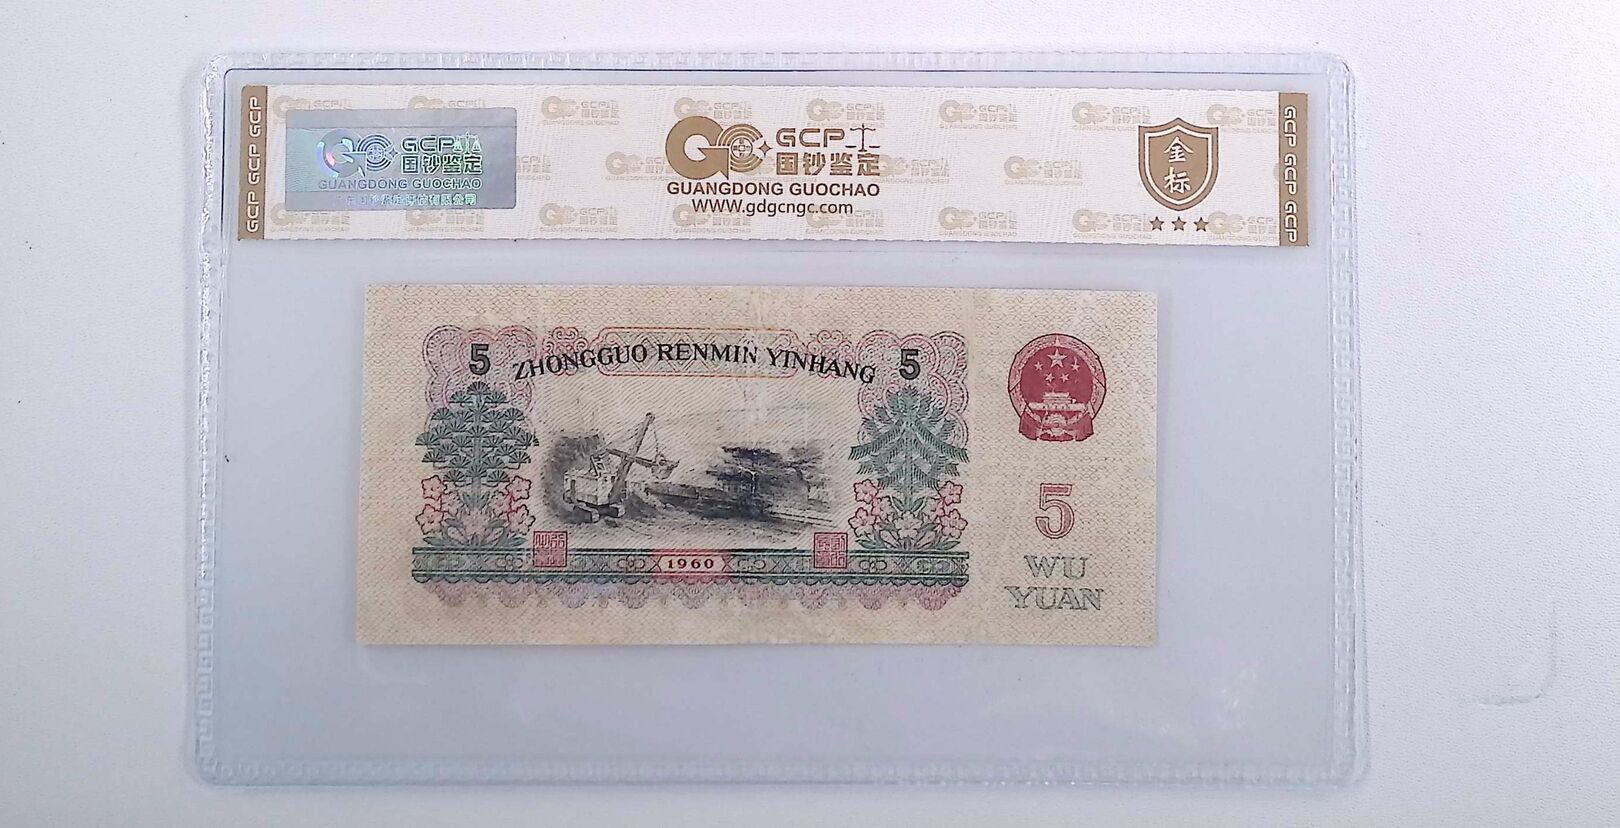 GCP GCP GCP
GCP
国钞鉴定
GUANGDONG GUOCHAO
GCP
国钞鉴定
GUANGDONG GUOCHAO
WWW.gdgcngc.com
金
标
GCP GCP GCP
5 ZHONGGUO RENMIN YINHANG 5
1960
5
WU
YUAN